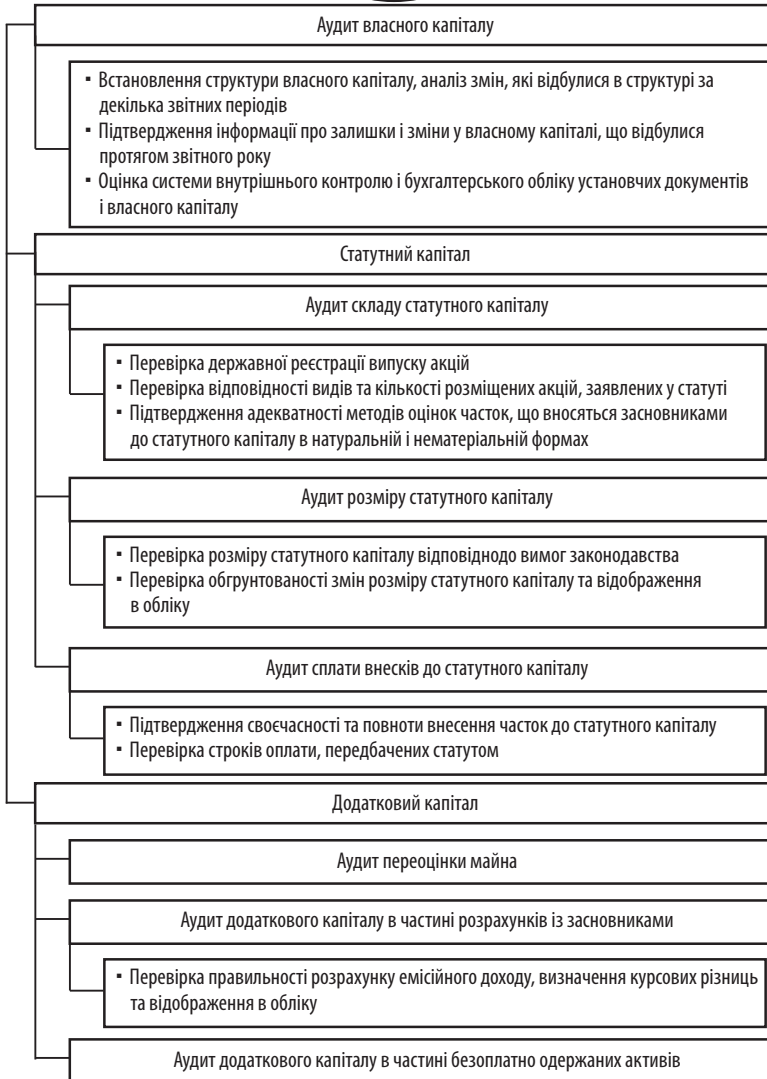 Аудит власного капіталу
▪ Встановлення структури власного капіталу, аналіз змін, які відбулися в структурі за
декілька звітних періодів
▪ Підтвердження інформації про залишки і зміни у власному капіталі, що відбулися
протягом звітного року
▪ Оцінка системи внутрішнього контролю і бухгалтерського обліку установчих документів
і власного капіталу
Статутний капітал
Аудит складу статутного капіталу
▪ Перевірка державної реєстрації випуску акцій
▪ Перевірка відповідності видів та кількості розміщених акцій, заявлених у статуті
▪ Підтвердження адекватності методів оцінок часток, що вносяться засновниками
до статутного капіталу в натуральній і нематеріальній формах
Аудит розміру статутного капіталу
▪ Перевірка розміру статутного капіталу відповіднодо вимог законодавства
▪ Перевірка обгрунтованості змін розміру статутного капіталу та відображення
в обліку
Аудит сплати внесків до статутного капіталу
▪ Підтвердження своєчасності та повноти внесення часток до статутного капіталу
▪ Перевірка строків оплати, передбачених статутом
Додатковий капітал
Аудит переоцінки майна
Аудит додаткового капіталу в частині розрахунків із засновниками
▪ Перевірка правильності розрахунку емісійного доходу, визначення курсових різниць
та відображення в обліку
Аудит додаткового капіталу в частині безоплатно одержаних активів